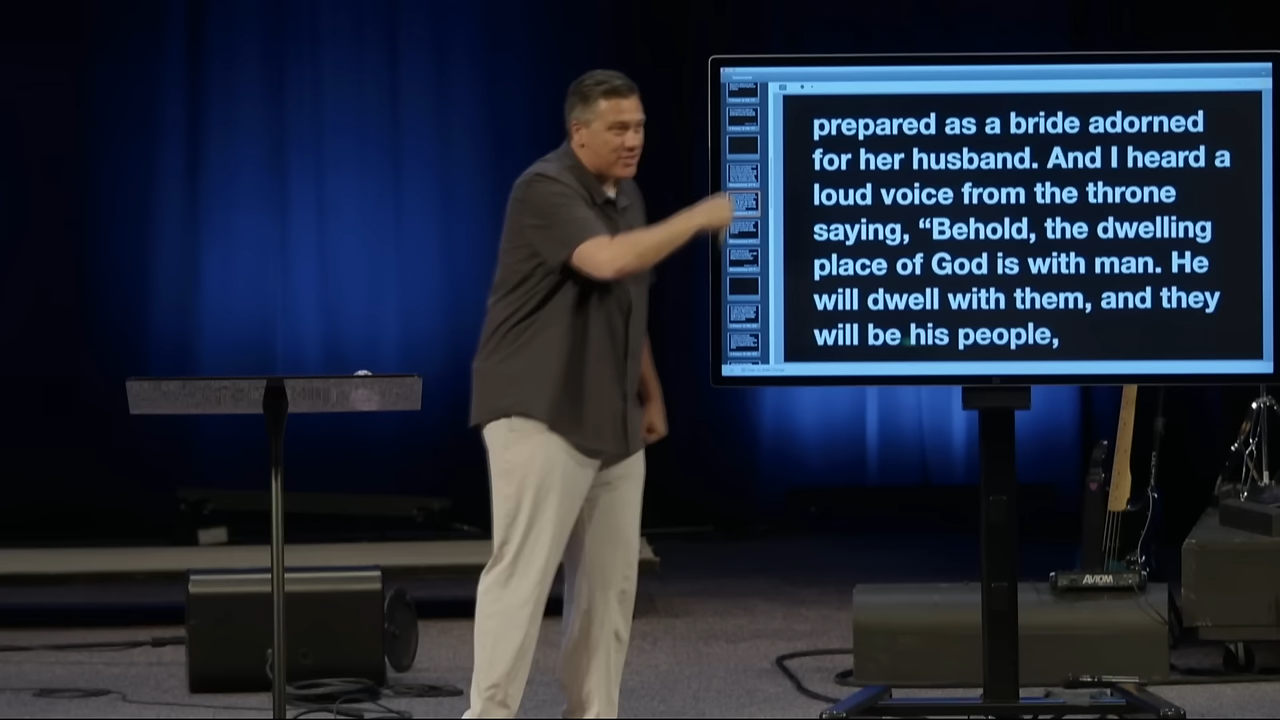 prepared as a bride adorned
for her husband. And I heard a
loud voice from the throne
saying, “Behold, the dwelling
place of God is with man. He
will dwell with them, and they
will be his people,
AVIOM